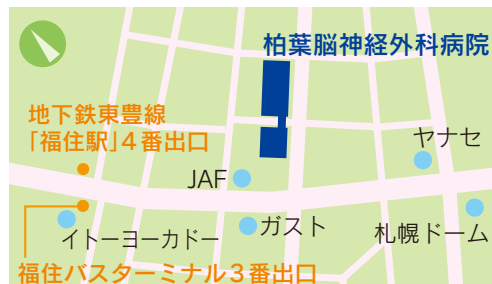 柏葉脳神経外科病院
地下鉄東豊線
「福住駅」4番出口
ヤナセ
JAF
イトーヨーカドー
ガスト
札幌ドーム
福住バスターミナル3番出口